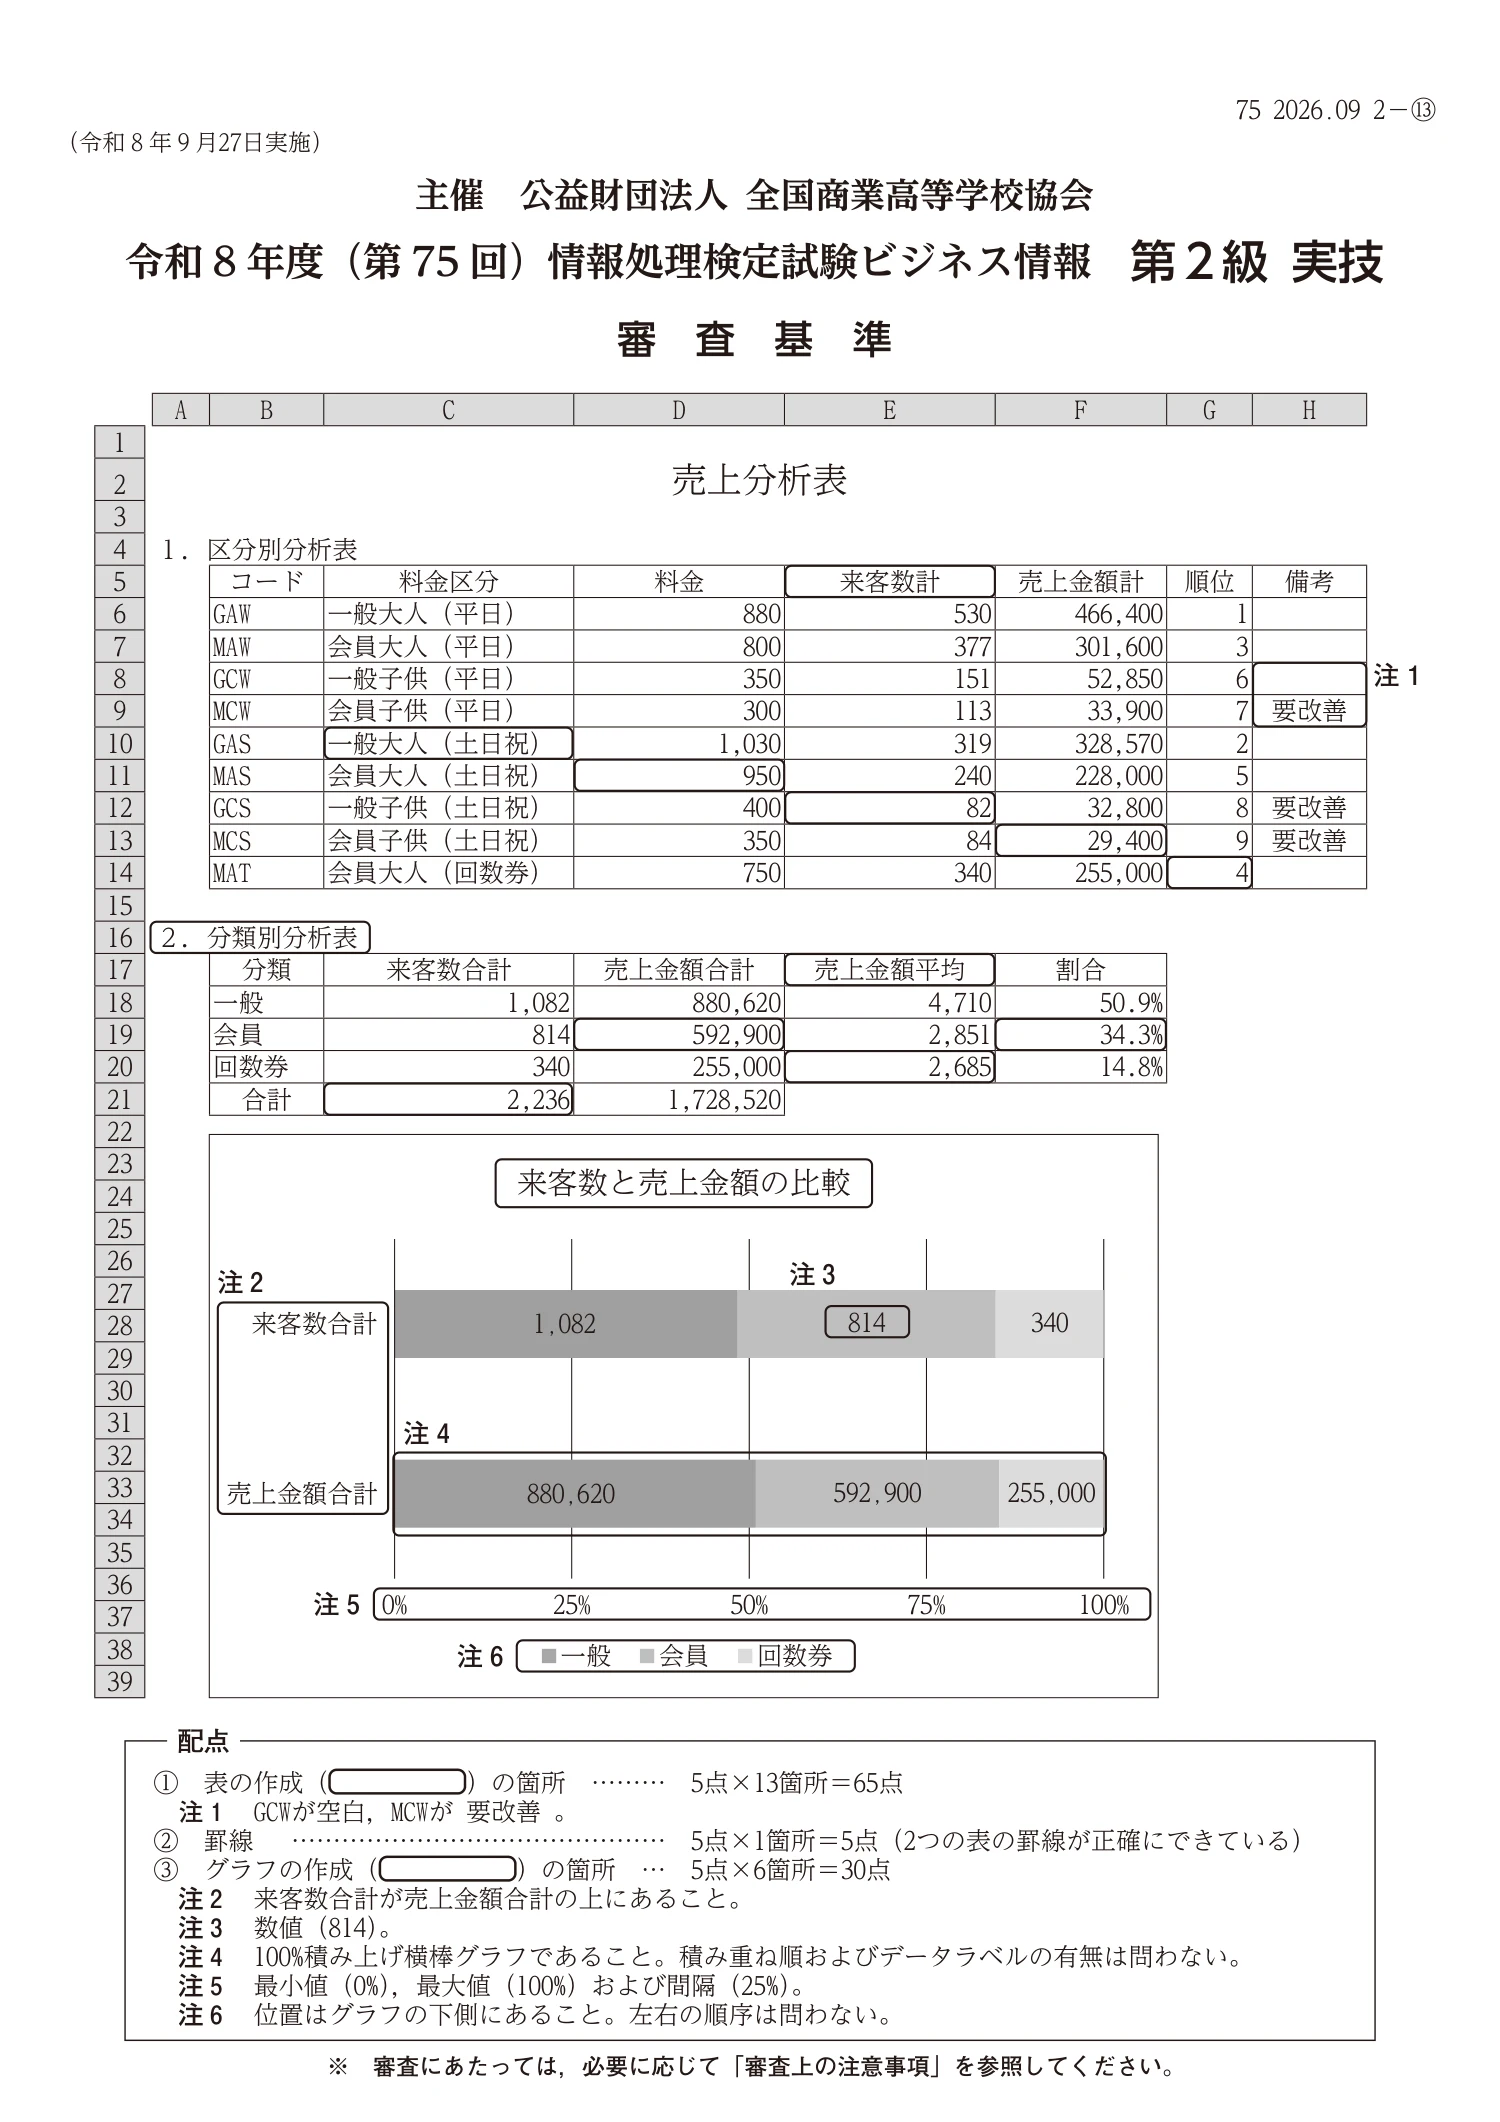 75 2026.09 2－⑬
（令和８年９月27日実施）
主催　公益財団法人 全国商業高等学校協会
令和８年度（第75回）情報処理検定試験ビジネス情報　第２級 実技
審　査　基　準
A B C D E F G H
1
2 売上分析表
3
4 １．区分別分析表
5 コード 料金区分 料金 来客数計 売上金額計 順位 備考
6 GAW 一般大人（平日） 880 530 466,400 1
7 MAW 会員大人（平日） 800 377 301,600 3
8 GCW 一般子供（平日） 350 151 52,850 6 注１
9 MCW 会員子供（平日） 300 113 33,900 7 要改善
10 GAS 一般大人（土日祝） 1,030 319 328,570 2
11 MAS 会員大人（土日祝） 950 240 228,000 5
12 GCS 一般子供（土日祝） 400 82 32,800 8 要改善
13 MCS 会員子供（土日祝） 350 84 29,400 9 要改善
14 MAT 会員大人（回数券） 750 340 255,000 4
15
16 ２．分類別分析表
17 分類 来客数合計 売上金額合計 売上金額平均 割合
18 一般 1,082 880,620 4,710 50.9%
19 会員 814 592,900 2,851 34.3%
20 回数券 340 255,000 2,685 14.8%
21 合計 2,236 1,728,520
22
23
24 来客数と売上金額の比較
25
26
27 注２ 注３
28 来客数合計 1,082 814 340
29
30
31
32 注４
33 売上金額合計 880,620 592,900 255,000
34
35
36
37 注５ 0% 25% 50% 75% 100%
38 注６ 一般 会員 回数券
39
配点
①　表の作成（　）の箇所　………　5点×13箇所＝65点
注１　GCWが空白，MCWが 要改善 。
②　罫線　………………………………………　5点×1箇所＝5点（2つの表の罫線が正確にできている）
③　グラフの作成（　）の箇所　…　5点×6箇所＝30点
注２　来客数合計が売上金額合計の上にあること。
注３　数値（814）。
注４　100%積み上げ横棒グラフであること。積み重ね順およびデータラベルの有無は問わない。
注５　最小値（0%），最大値（100%）および間隔（25%）。
注６　位置はグラフの下側にあること。左右の順序は問わない。
※　審査にあたっては，必要に応じて「審査上の注意事項」を参照してください。